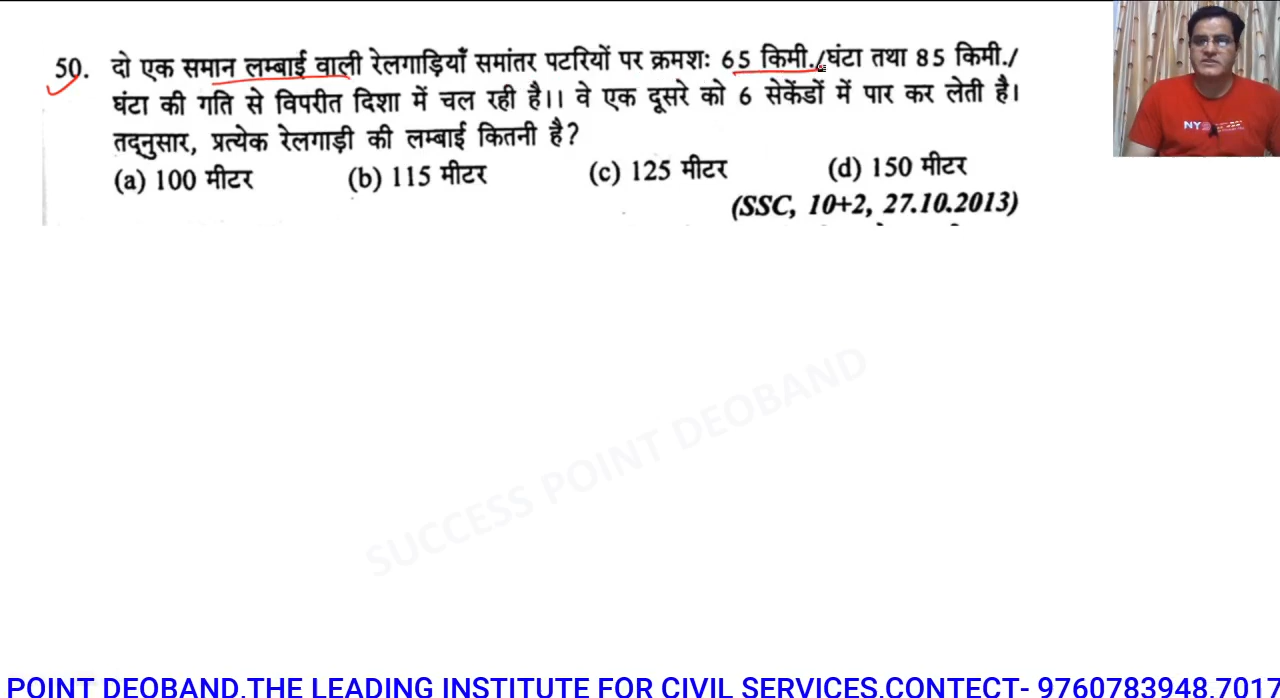 50. दो एक समान लम्बाई वाली रेलगाड़ियाँ समांतर पटरियों पर क्रमशः 65 किमी./घंटा तथा 85 किमी./
घंटा की गति से विपरीत दिशा में चल रही है।। वे एक दूसरे को 6 सेकेंडों में पार कर लेती है।
तद्नुसार, प्रत्येक रेलगाड़ी की लम्बाई कितनी है?
(a) 100 मीटर (b) 115 मीटर (c) 125 मीटर (d) 150 मीटर
(SSC, 10+2, 27.10.2013)
SUCCESS POINT DEOBAND
POINT DEOBAND,THE LEADING INSTITUTE FOR CIVIL SERVICES.CONTECT- 9760783948,7017